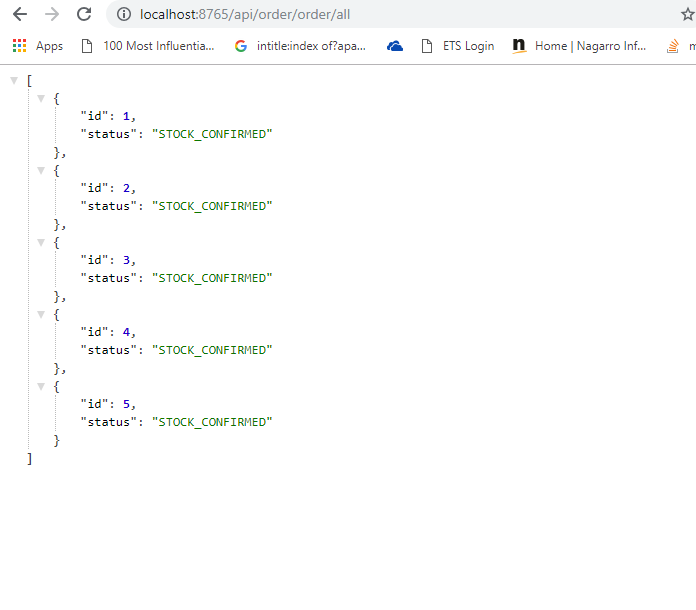 localhost:8765/api/order/order/all
Apps 100 Most Influentia... intitle:index of?apa... ETS Login n Home | Nagarro Inf... m
[
{
"id": 1,
"status": "STOCK_CONFIRMED"
},
{
"id": 2,
"status": "STOCK_CONFIRMED"
},
{
"id": 3,
"status": "STOCK_CONFIRMED"
},
{
"id": 4,
"status": "STOCK_CONFIRMED"
},
{
"id": 5,
"status": "STOCK_CONFIRMED"
}
]